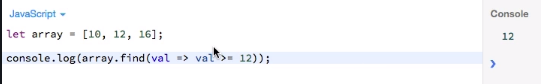 JavaScript
Console
let array = [10, 12, 16];
12
console.log(array.find(val => val >= 12));